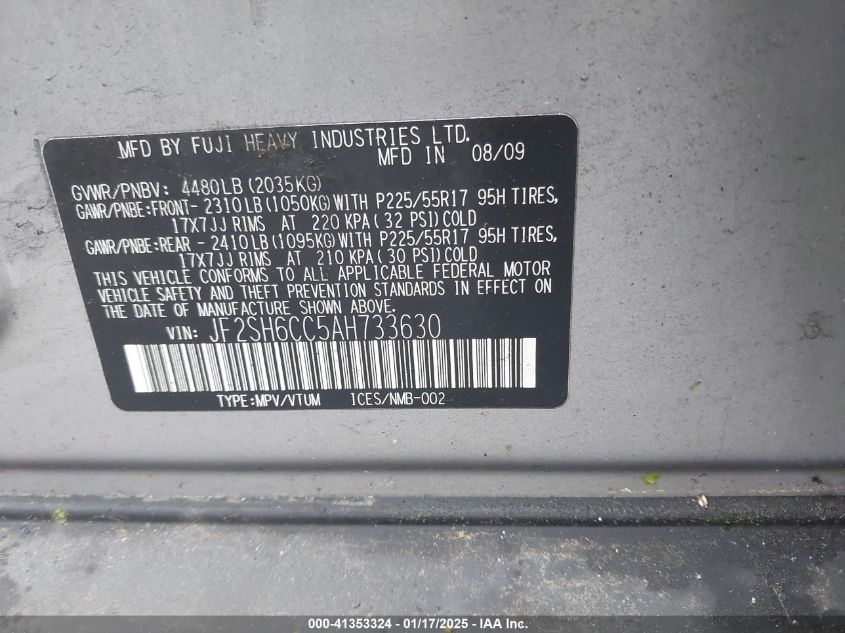 MFD BY FUJI HEAVY INDUSTRIES LTD.
MFD IN 08/09
GVWR/PNBV: 4480LB (2035KG)
GAWR/PNBE:FRONT- 2310LB (1050KG) WITH P225/55R17 95H TIRES,
17X7JJ RIMS AT 220 KPA ( 32 PSI) COLD
GAWR/PNBE:REAR - 2410LB (1095KG) WITH P225/55R17 95H TIRES,
17X7JJ RIMS AT 210 KPA ( 30 PSI) COLD
THIS VEHICLE CONFORMS TO ALL APPLICABLE FEDERAL MOTOR
VEHICLE SAFETY AND THEFT PREVENTION STANDARDS IN EFFECT ON
THE DATE OF MANUFACTURE SHOWN ABOVE.
VIN: JF2SH6CC5AH733630
TYPE:MPV/VTUM ICES/NMB-002
000-41353324 - 01/17/2025 - IAA Inc.